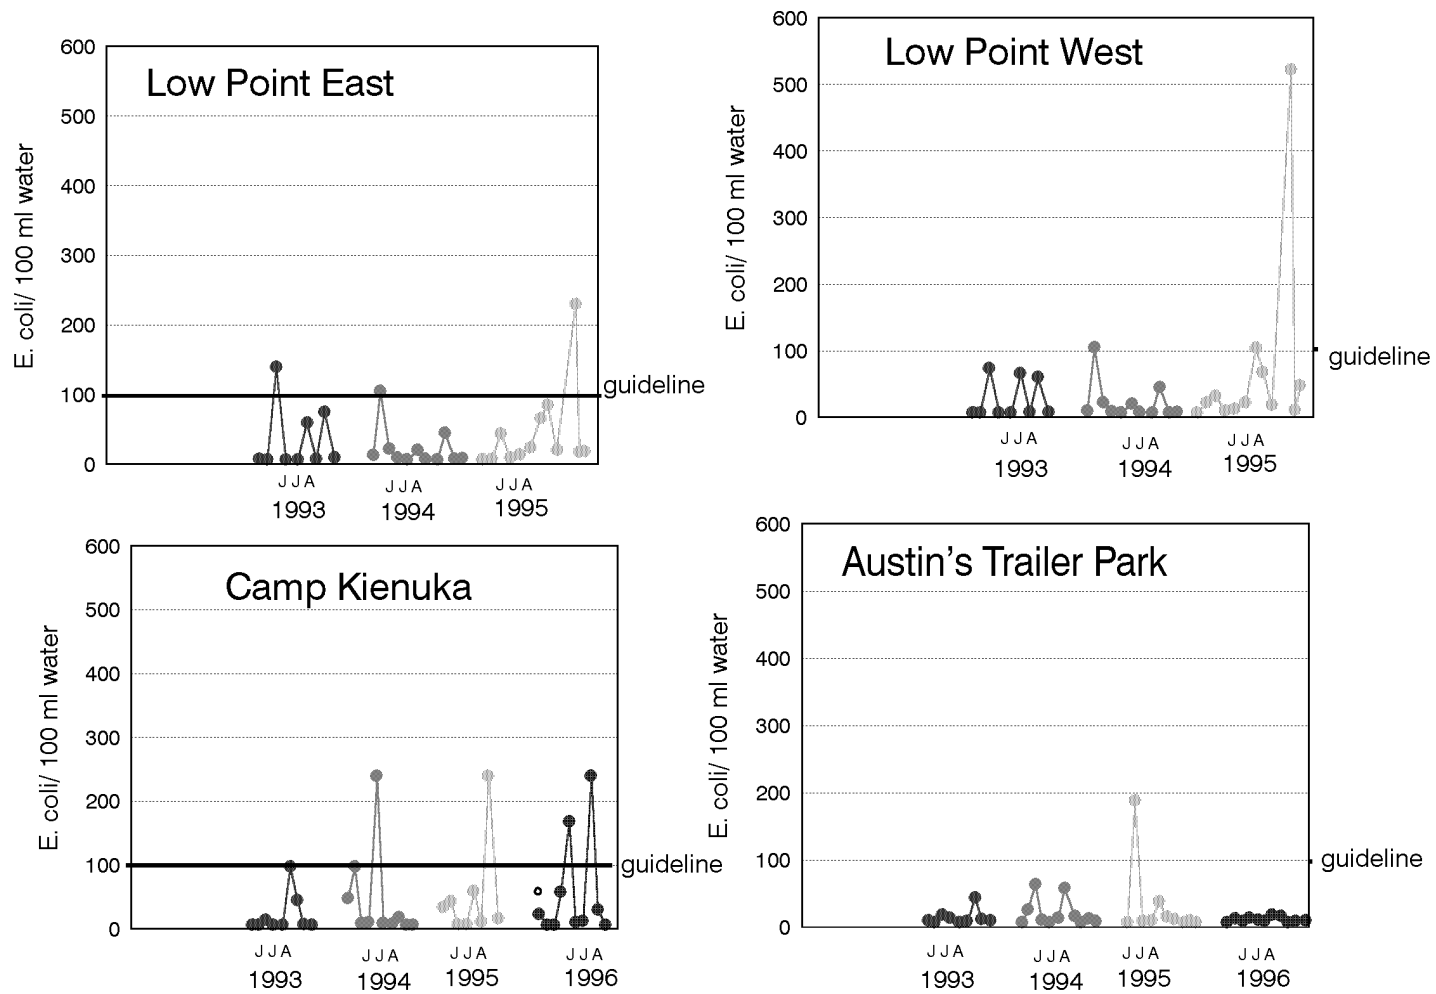 Low Point East
E. coli/ 100 ml water
600
500
400
300
200
100
0
guideline
J J A
1993
J J A
1994
J J A
1995
Low Point West
E. coli/ 100 ml water
600
500
400
300
200
100
0
guideline
J J A
1993
J J A
1994
J J A
1995
Camp Kienuka
E. coli/ 100 ml water
600
500
400
300
200
100
0
guideline
J J A
1993
J J A
1994
J J A
1995
J J A
1996
Austin's Trailer Park
E. coli/ 100 ml water
600
500
400
300
200
100
0
guideline
J J A
1993
J J A
1994
J J A
1995
J J A
1996